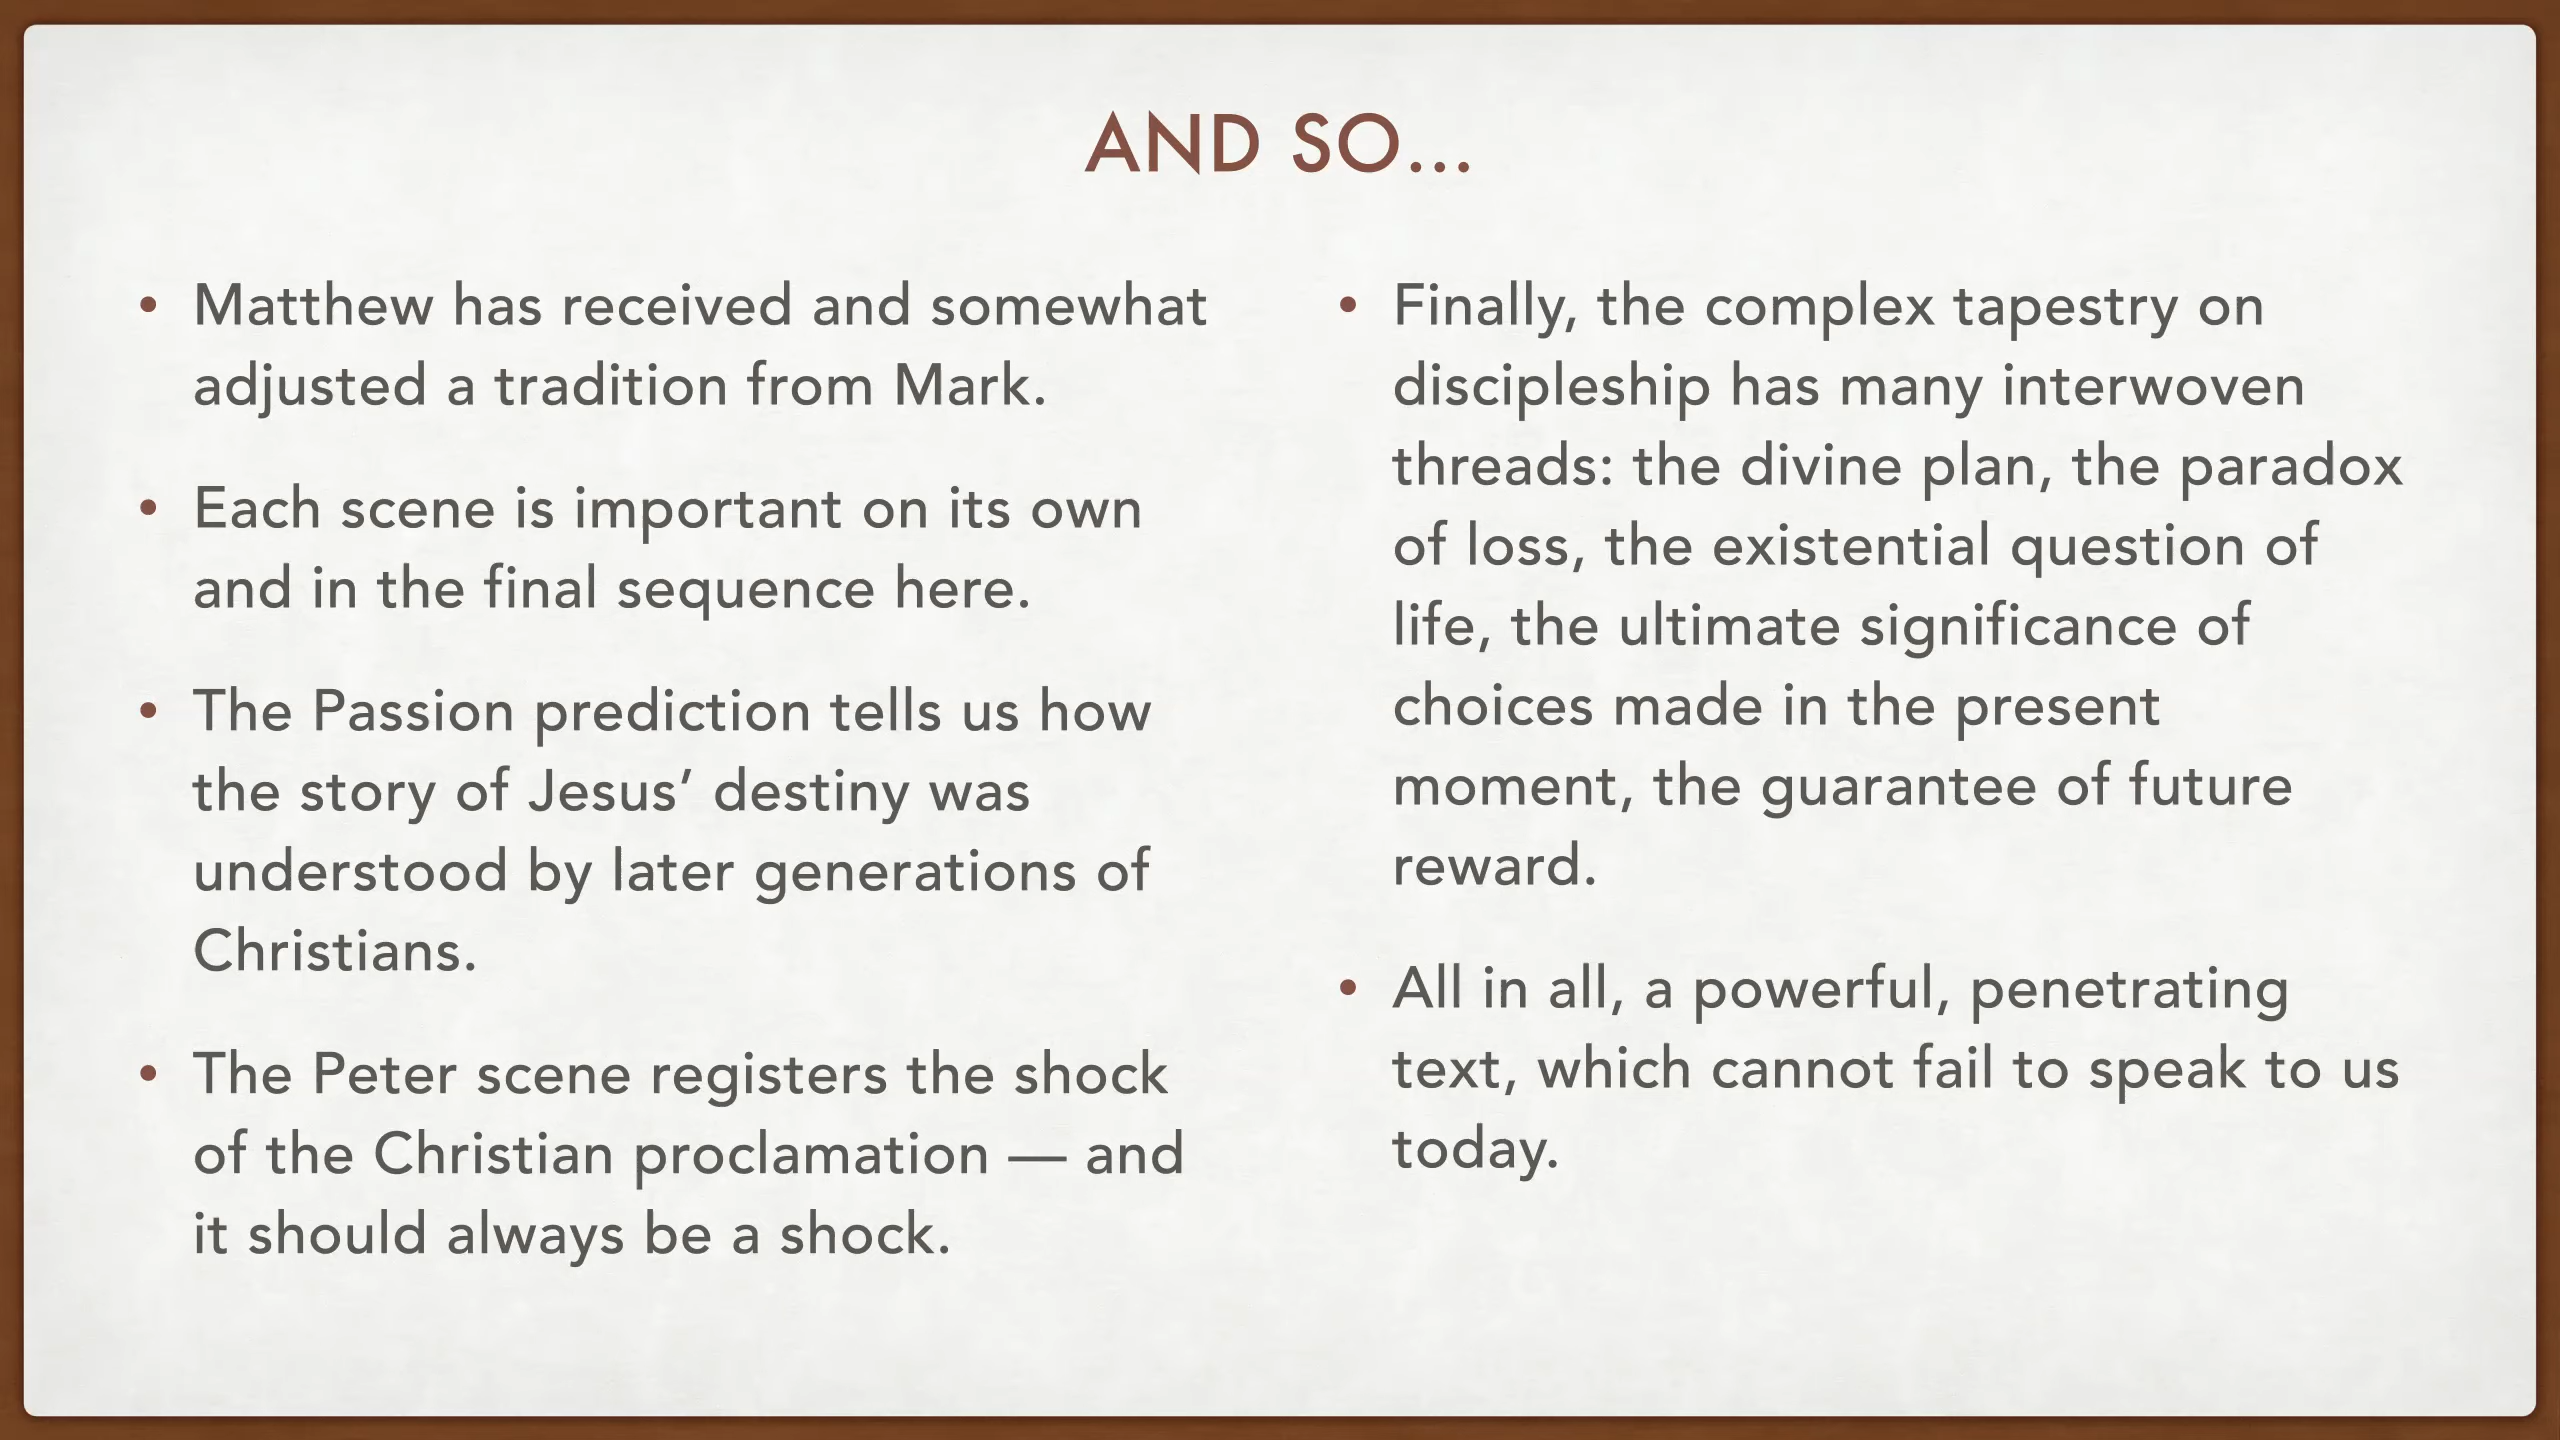 AND SO…
• Matthew has received and somewhat
adjusted a tradition from Mark.
• Each scene is important on its own
and in the final sequence here.
• The Passion prediction tells us how
the story of Jesus’ destiny was
understood by later generations of
Christians.
• The Peter scene registers the shock
of the Christian proclamation — and
it should always be a shock.
• Finally, the complex tapestry on
discipleship has many interwoven
threads: the divine plan, the paradox
of loss, the existential question of
life, the ultimate significance of
choices made in the present
moment, the guarantee of future
reward.
• All in all, a powerful, penetrating
text, which cannot fail to speak to us
today.